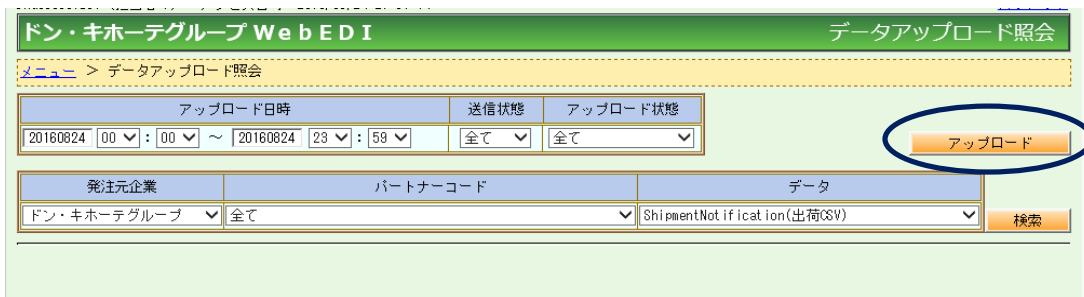 ドン・キホーテグループ WebEDI データアップロード照会
メニュー > データアップロード照会
アップロード日時 送信状態 アップロード状態
20160824 00 : 00 ～ 20160824 23 : 59 全て 全て アップロード
発注元企業 パートナーコード データ
ドン・キホーテグループ 全て ShipmentNotification(出荷CSV) 検索